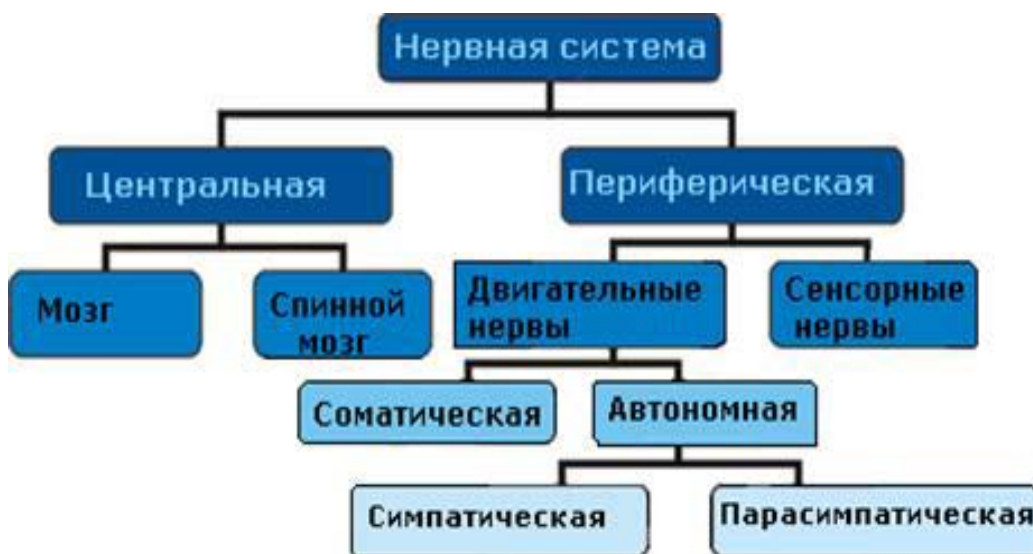 Нервная система
Центральная
Периферическая
Мозг
Спинной
мозг
Двигательные
нервы
Сенсорные
нервы
Соматическая
Автономная
Симпатическая
Парасимпатическая